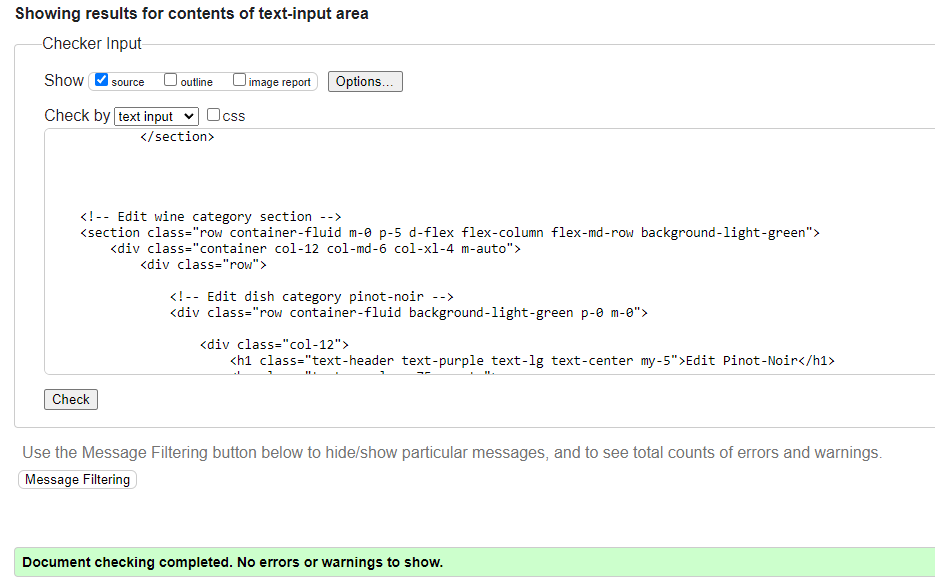 Showing results for contents of text-input area
Checker Input
Show source outline image report Options...
Check by text input css
</section>
<!-- Edit wine category section -->
<section class="row container-fluid m-0 p-5 d-flex flex-column flex-md-row background-light-green">
<div class="container col-12 col-md-6 col-xl-4 m-auto">
<div class="row">
<!-- Edit dish category pinot-noir -->
<div class="row container-fluid background-light-green p-0 m-0">
<div class="col-12">
<h1 class="text-header text-purple text-lg text-center my-5">Edit Pinot-Noir</h1>
Check
Use the Message Filtering button below to hide/show particular messages, and to see total counts of errors and warnings.
Message Filtering
Document checking completed. No errors or warnings to show.